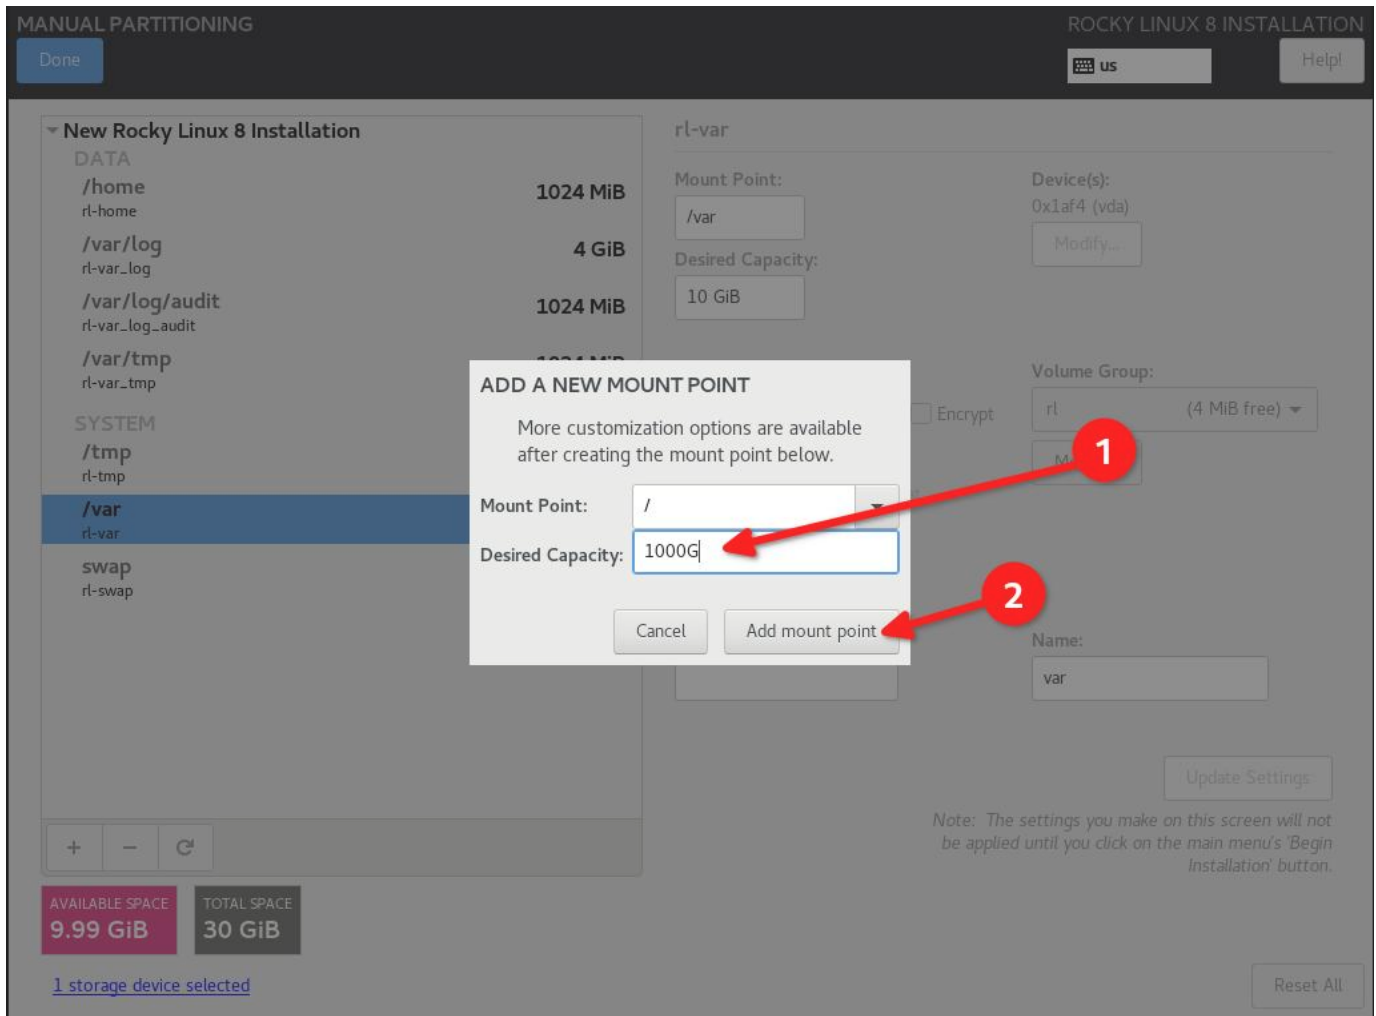 MANUAL PARTITIONING
ROCKY LINUX 8 INSTALLATION
Done
us
Help!
New Rocky Linux 8 Installation
DATA
/home
1024 MiB
rl-home
/var/log
4 GiB
rl-var_log
/var/log/audit
1024 MiB
rl-var_log_audit
/var/tmp
rl-var_tmp
SYSTEM
/tmp
rl-tmp
/var
rl-var
swap
rl-swap
+ −
AVAILABLE SPACE
9.99 GiB
TOTAL SPACE
30 GiB
1 storage device selected
rl-var
Mount Point:
/var
Desired Capacity:
10 GiB
Device(s):
0x1af4 (vda)
Modify...
Encrypt
Volume Group:
rl (4 MiB free)
Name:
var
Update Settings
Note: The settings you make on this screen will not
be applied until you click on the main menu's 'Begin
Installation' button.
Reset All
ADD A NEW MOUNT POINT
More customization options are available
after creating the mount point below.
Mount Point: /
Desired Capacity: 1000G
Cancel
Add mount point
1
2